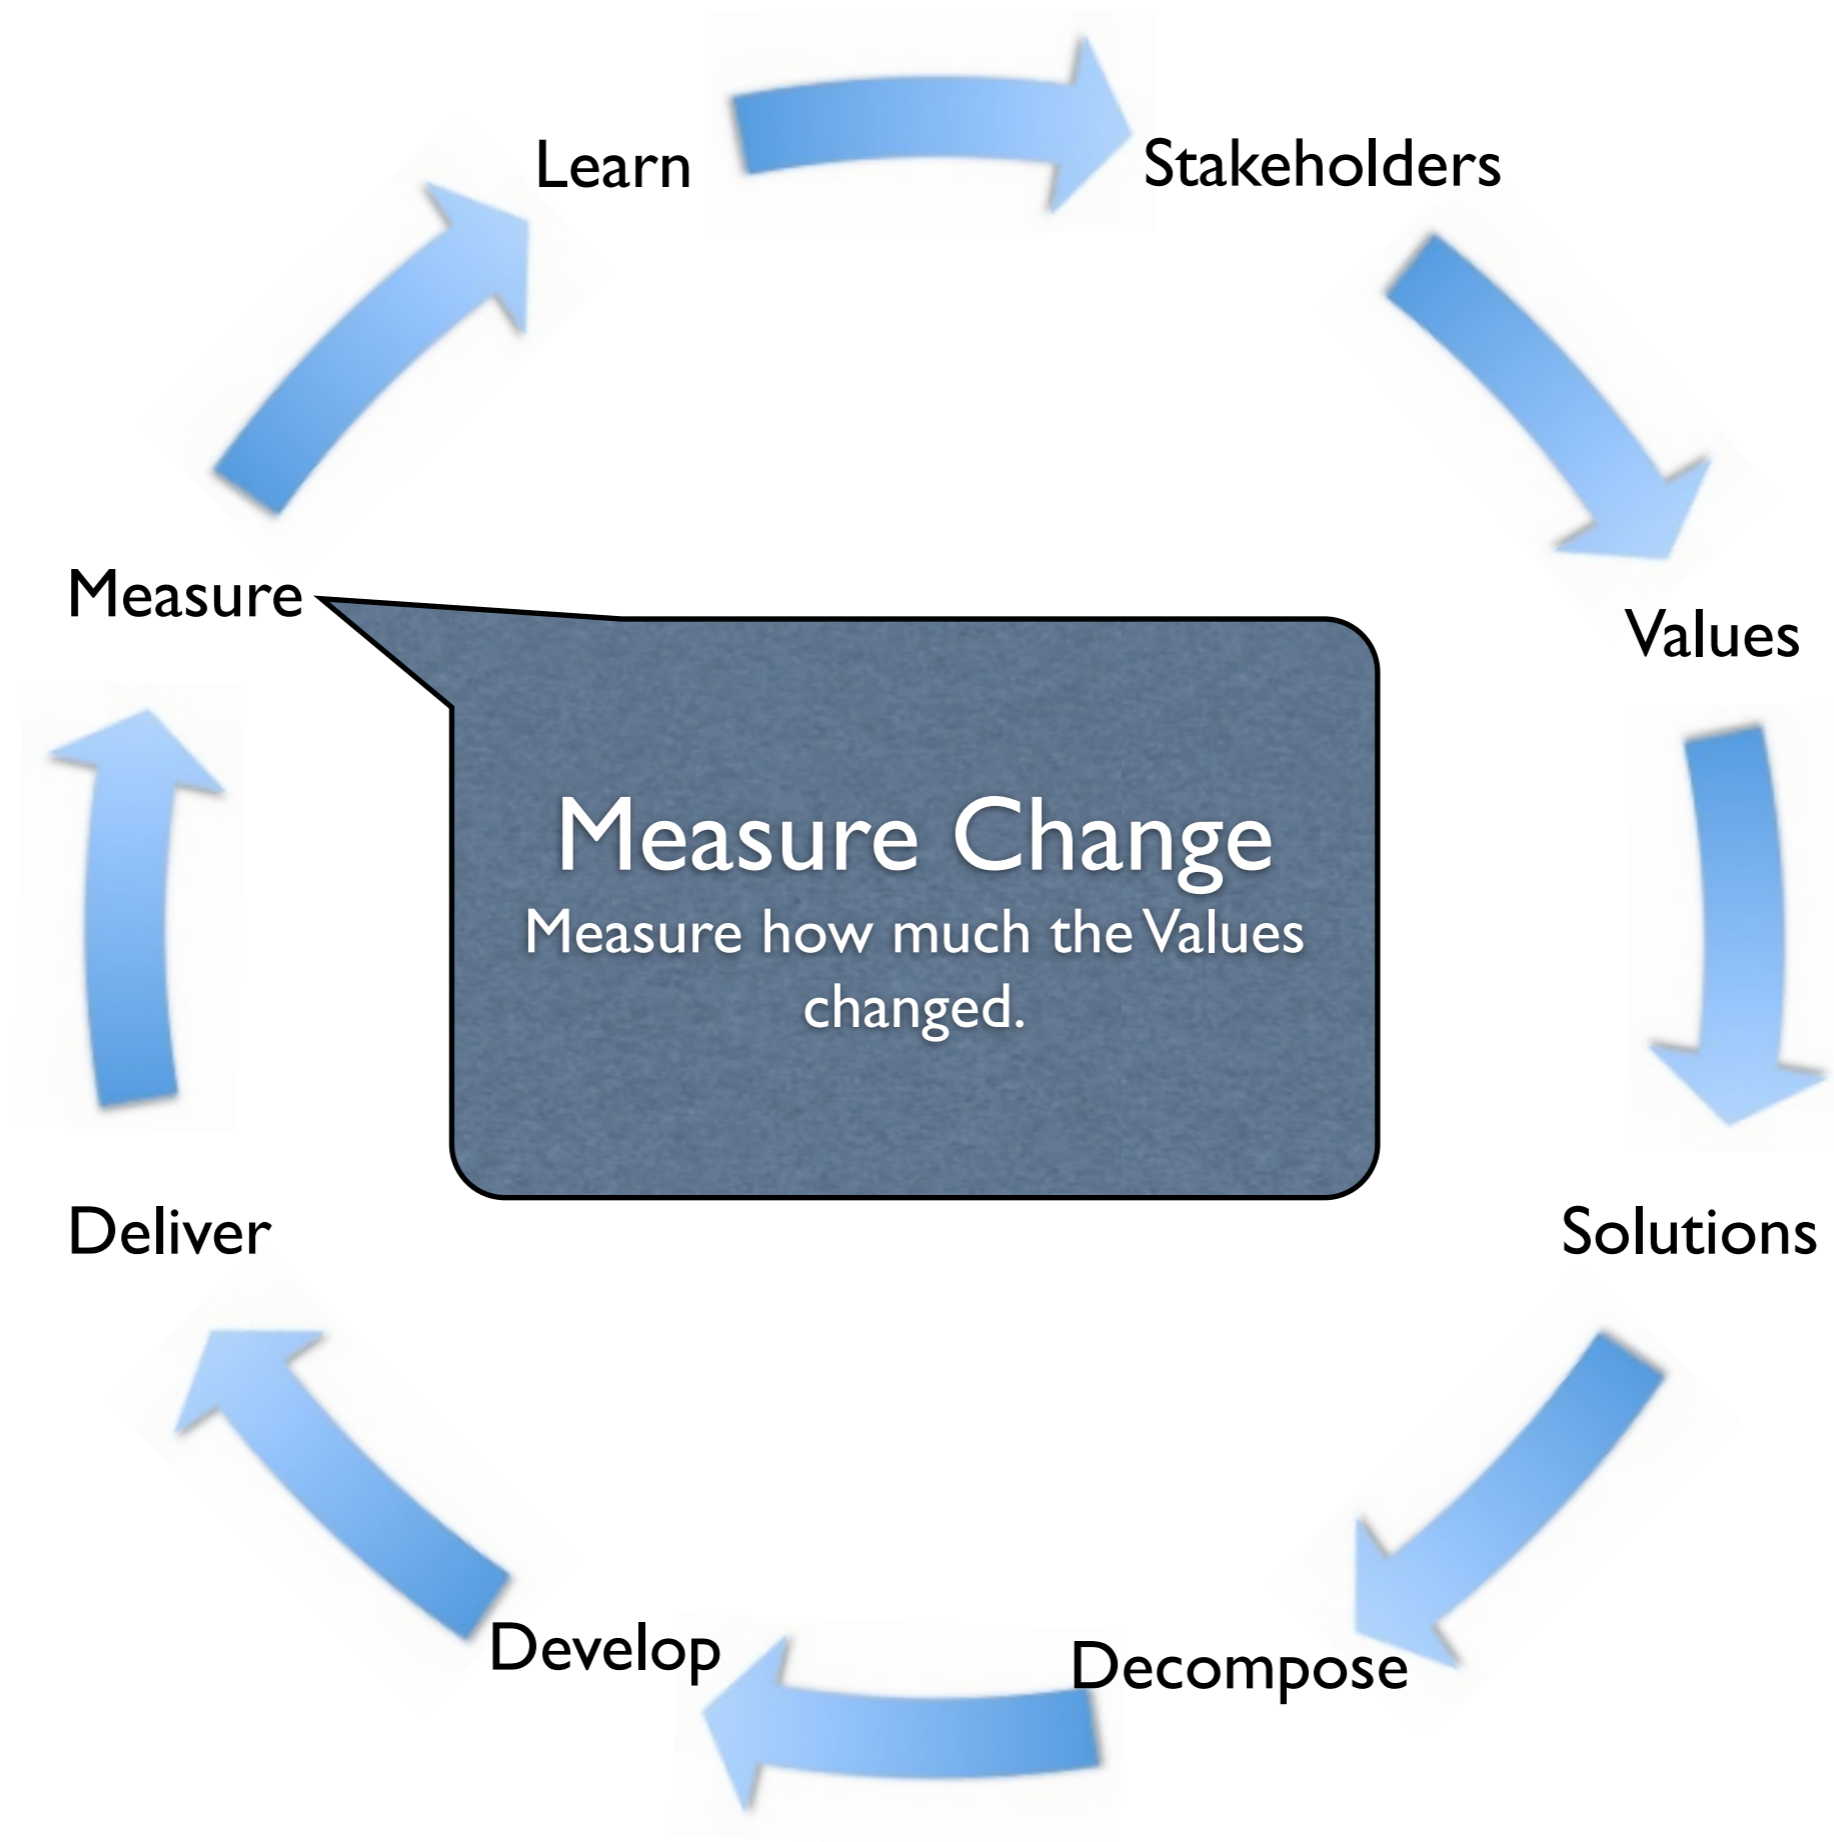 Learn
Stakeholders
Measure
Values
Measure Change
Measure how much the Values
changed.
Deliver
Solutions
Develop
Decompose